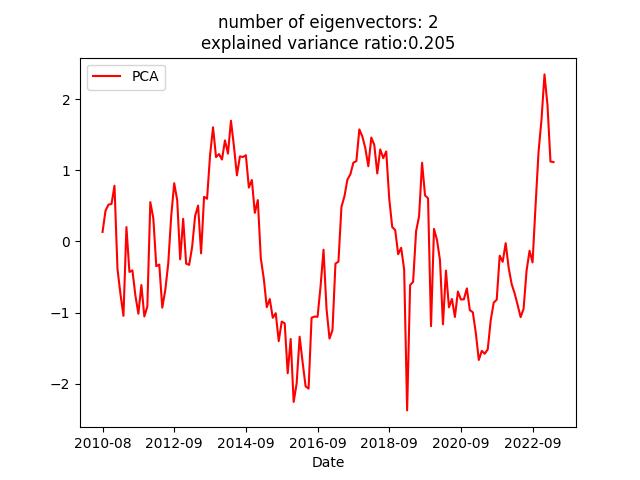 number of eigenvectors: 2
explained variance ratio:0.205
PCA
2
1
0
−1
−2
2010-08 2012-09 2014-09 2016-09 2018-09 2020-09 2022-09
Date